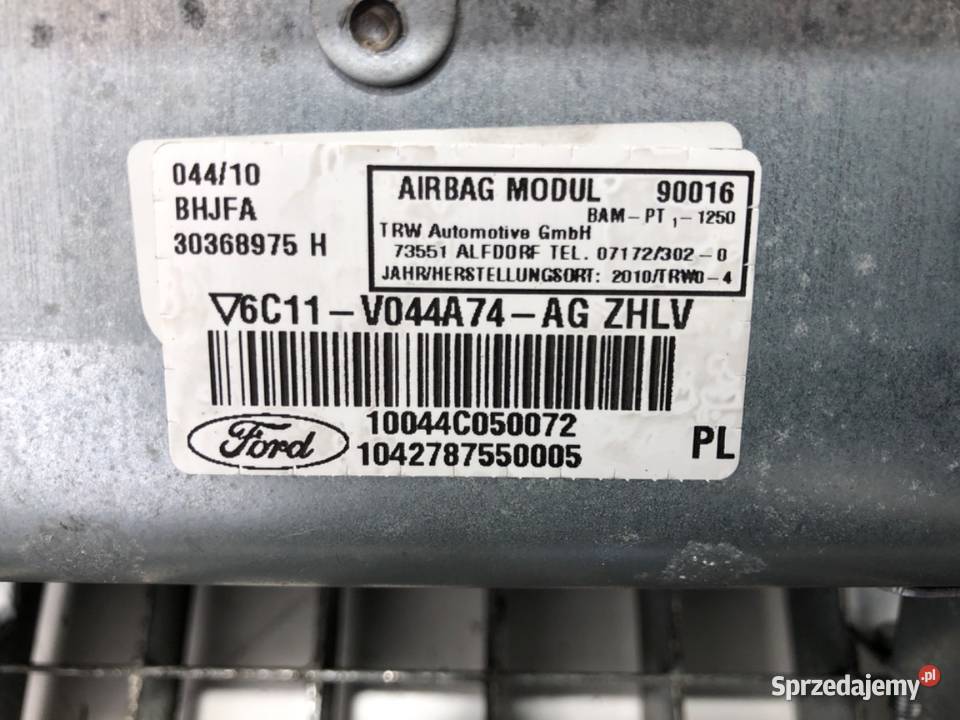 044/10
BHJFA
30368975 H
AIRBAG MODUL 90016
BAM-PT ,-1250
TRW Automotive GmbH
73551 ALFDORF TEL. 07172/302-0
JAHR/HERSTELLUNGSORT: 2010/TRW0-4
▽6C11-V044A74-AG ZHLV
10044C050072
Ford
1042787550005
PL
Sprzedajemy.pl